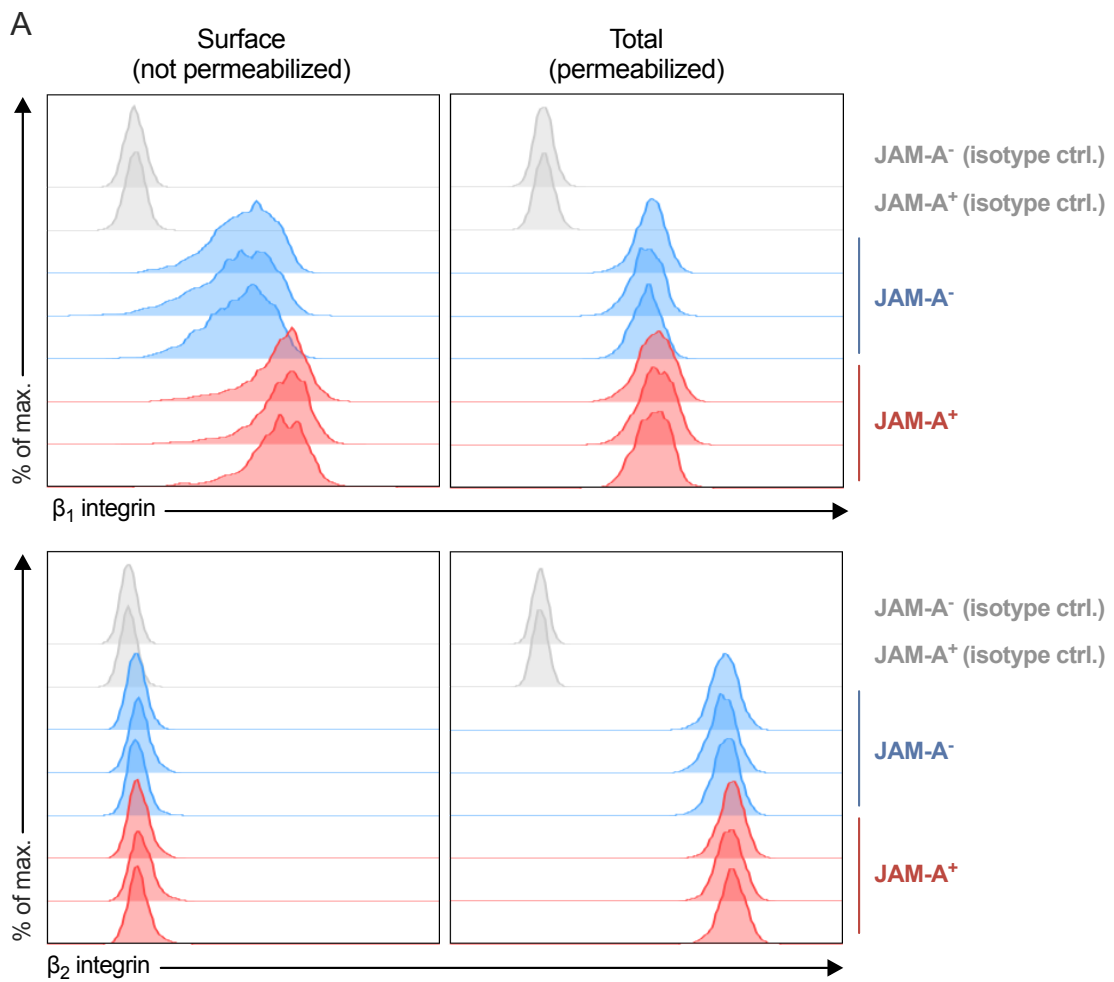 A
Surface
(not permeabilized)
Total
(permeabilized)
% of max.
JAM-A⁻ (isotype ctrl.)
JAM-A⁺ (isotype ctrl.)
JAM-A⁻
JAM-A⁺
β₁ integrin
% of max.
JAM-A⁻ (isotype ctrl.)
JAM-A⁺ (isotype ctrl.)
JAM-A⁻
JAM-A⁺
β₂ integrin